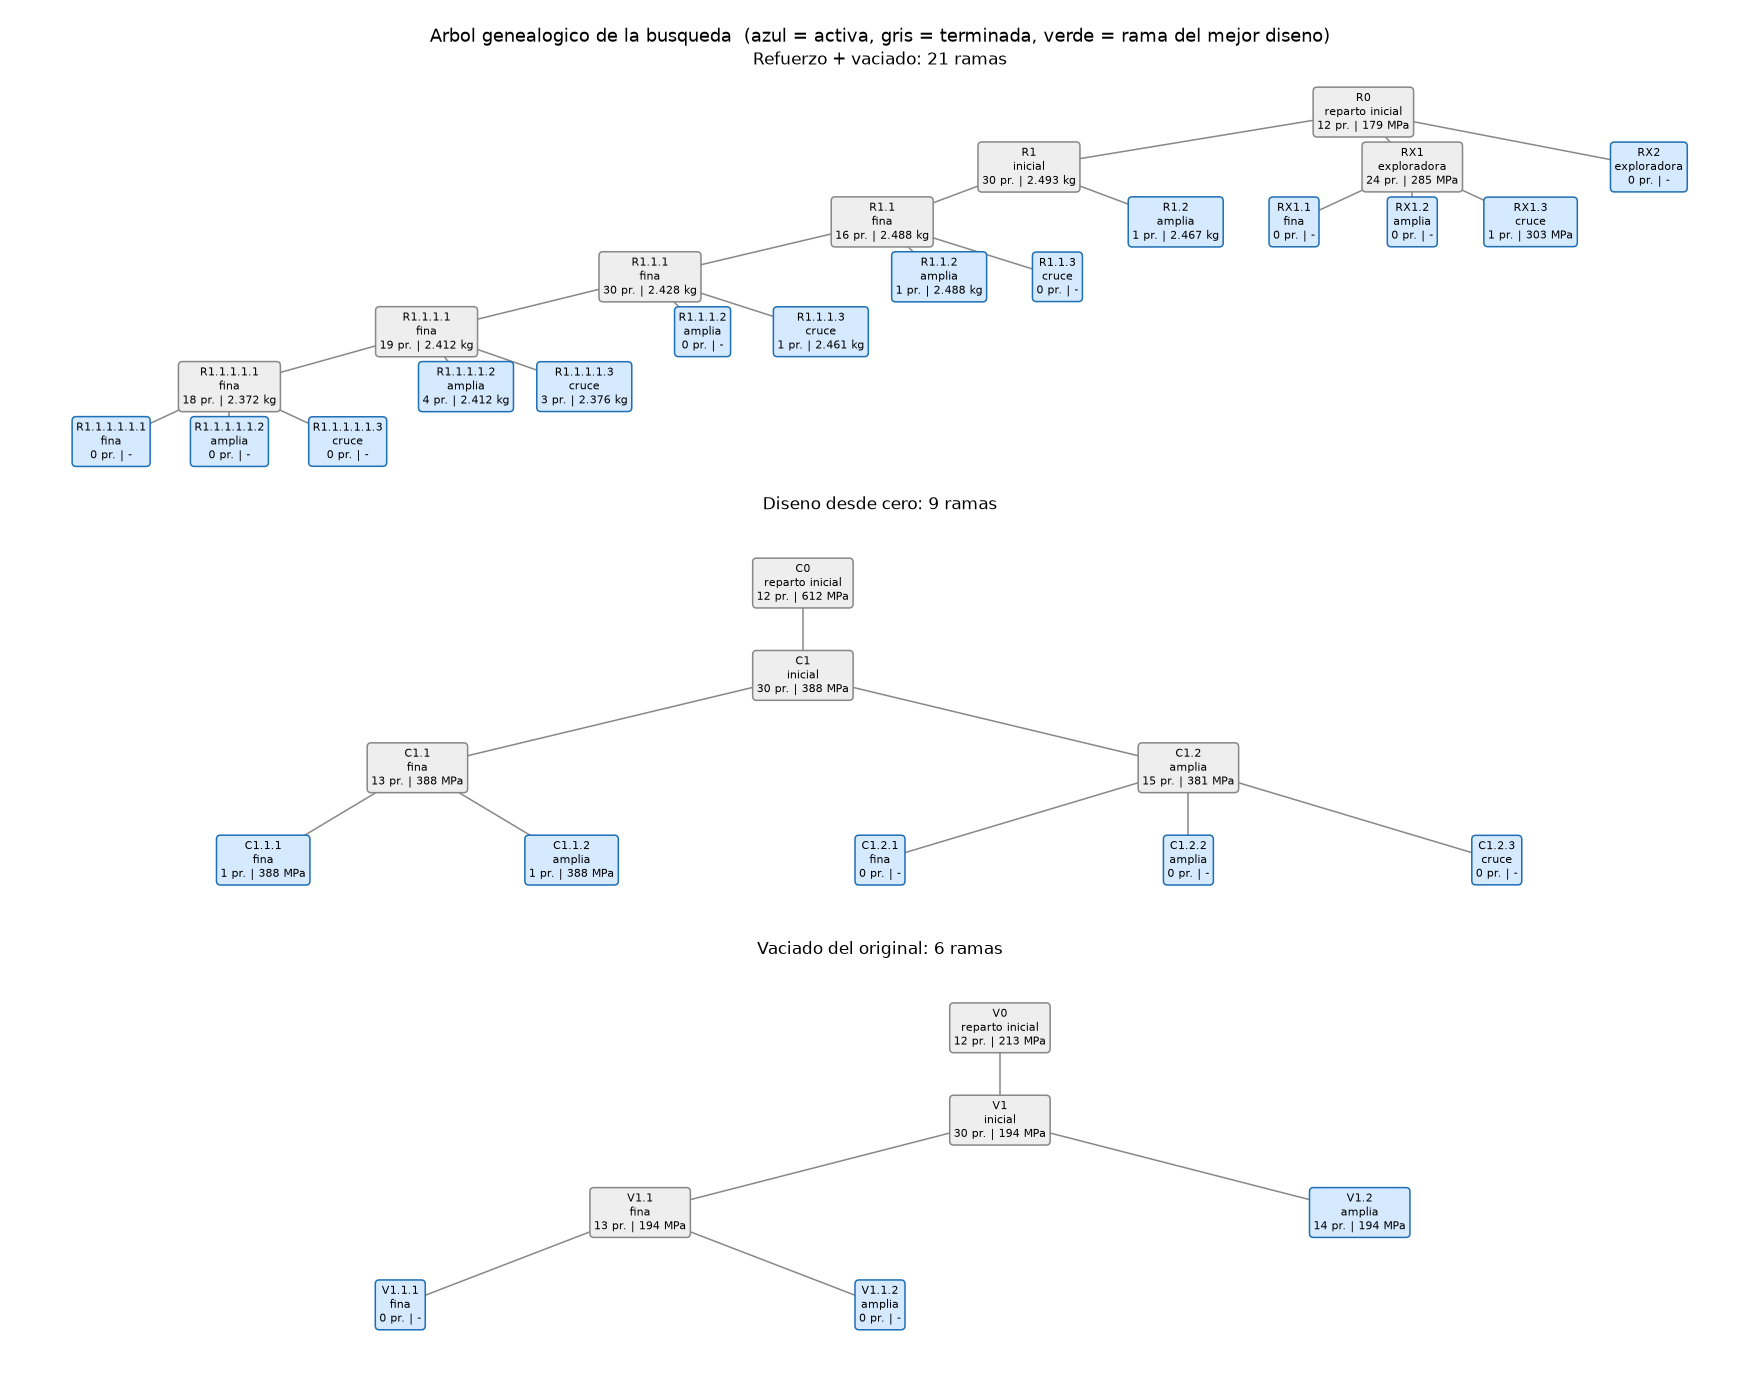 Arbol genealogico de la busqueda  (azul = activa, gris = terminada, verde = rama del mejor diseno)
Refuerzo + vaciado: 21 ramas
R0
reparto inicial
12 pr. | 179 MPa
R1
inicial
30 pr. | 2.493 kg
RX1
exploradora
24 pr. | 285 MPa
RX2
exploradora
0 pr. | -
R1.1
fina
16 pr. | 2.488 kg
R1.2
amplia
1 pr. | 2.467 kg
RX1.1
fina
0 pr. | -
RX1.2
amplia
0 pr. | -
RX1.3
cruce
1 pr. | 303 MPa
R1.1.1
fina
30 pr. | 2.428 kg
R1.1.2
amplia
1 pr. | 2.488 kg
R1.1.3
cruce
0 pr. | -
R1.1.1.1
fina
19 pr. | 2.412 kg
R1.1.1.2
amplia
0 pr. | -
R1.1.1.3
cruce
1 pr. | 2.461 kg
R1.1.1.1.1
fina
18 pr. | 2.372 kg
R1.1.1.1.2
amplia
4 pr. | 2.412 kg
R1.1.1.1.3
cruce
3 pr. | 2.376 kg
R1.1.1.1.1.1
fina
0 pr. | -
R1.1.1.1.1.2
amplia
0 pr. | -
R1.1.1.1.1.3
cruce
0 pr. | -
Diseno desde cero: 9 ramas
C0
reparto inicial
12 pr. | 612 MPa
C1
inicial
30 pr. | 388 MPa
C1.1
fina
13 pr. | 388 MPa
C1.2
amplia
15 pr. | 381 MPa
C1.1.1
fina
1 pr. | 388 MPa
C1.1.2
amplia
1 pr. | 388 MPa
C1.2.1
fina
0 pr. | -
C1.2.2
amplia
0 pr. | -
C1.2.3
cruce
0 pr. | -
Vaciado del original: 6 ramas
V0
reparto inicial
12 pr. | 213 MPa
V1
inicial
30 pr. | 194 MPa
V1.1
fina
13 pr. | 194 MPa
V1.2
amplia
14 pr. | 194 MPa
V1.1.1
fina
0 pr. | -
V1.1.2
amplia
0 pr. | -